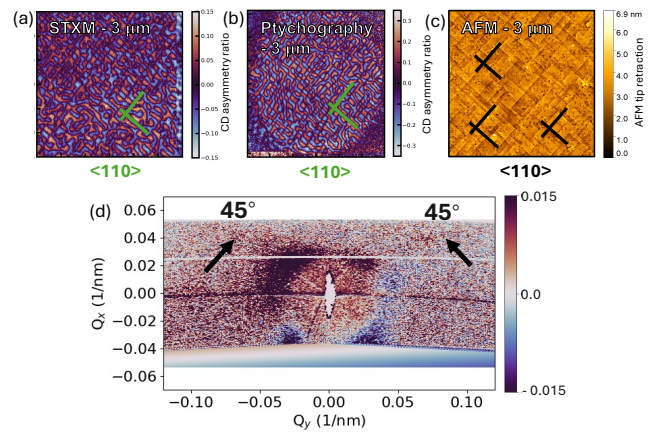 (a)
STXM - 3 μm
0.15
0.10
0.05
0.00
-0.05
-0.10
-0.15
CD asymmetry ratio
<110>
(b)
Ptychography
- 3 μm
0.3
0.2
0.1
0.0
-0.1
-0.2
-0.3
CD asymmetry ratio
<110>
(c)
AFM - 3 μm
6.9 nm
6.0
5.0
4.0
3.0
2.0
1.0
0.0
AFM tip retraction
<110>
(d)
45°
45°
0.06
0.04
0.02
0.00
−0.02
−0.04
−0.06
Qx (1/nm)
−0.10
−0.05
0.00
0.05
0.10
Qy (1/nm)
0.015
0.0
- 0.015